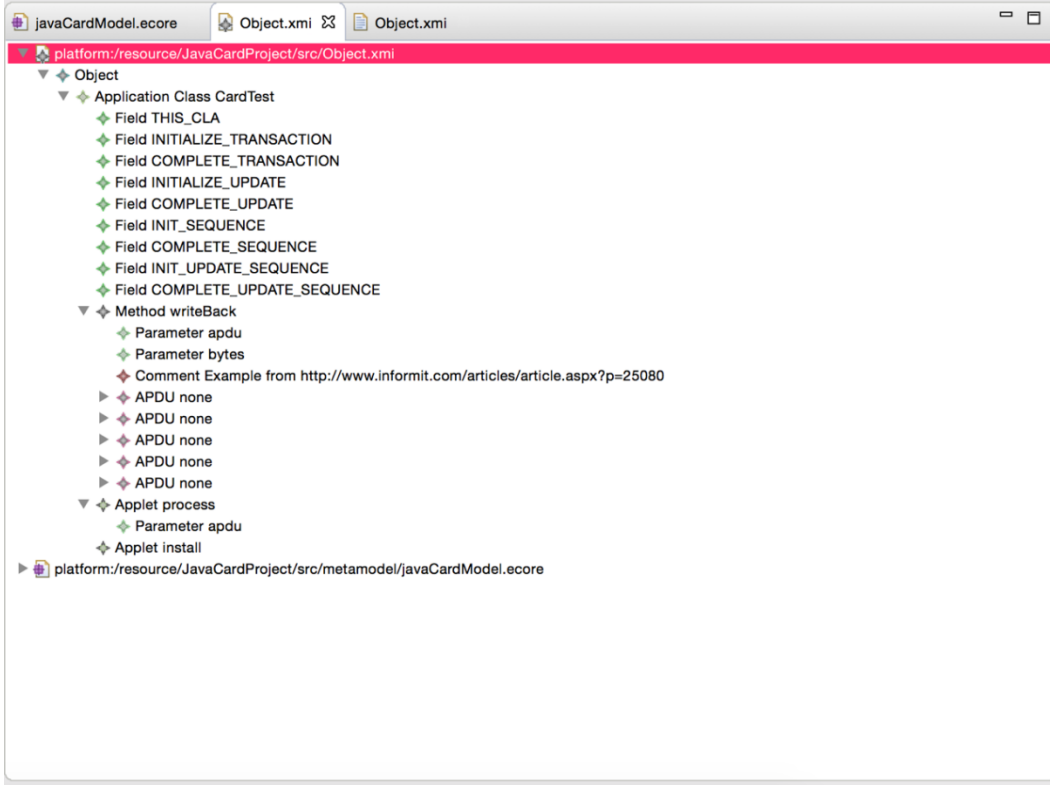 javaCardModel.ecore Object.xmi Object.xmi
platform:/resource/JavaCardProject/src/Object.xmi
Object
Application Class CardTest
Field THIS_CLA
Field INITIALIZE_TRANSACTION
Field COMPLETE_TRANSACTION
Field INITIALIZE_UPDATE
Field COMPLETE_UPDATE
Field INIT_SEQUENCE
Field COMPLETE_SEQUENCE
Field INIT_UPDATE_SEQUENCE
Field COMPLETE_UPDATE_SEQUENCE
Method writeBack
Parameter apdu
Parameter bytes
Comment Example from http://www.informit.com/articles/article.aspx?p=25080
APDU none
APDU none
APDU none
APDU none
APDU none
Applet process
Parameter apdu
Applet install
platform:/resource/JavaCardProject/src/metamodel/javaCardModel.ecore